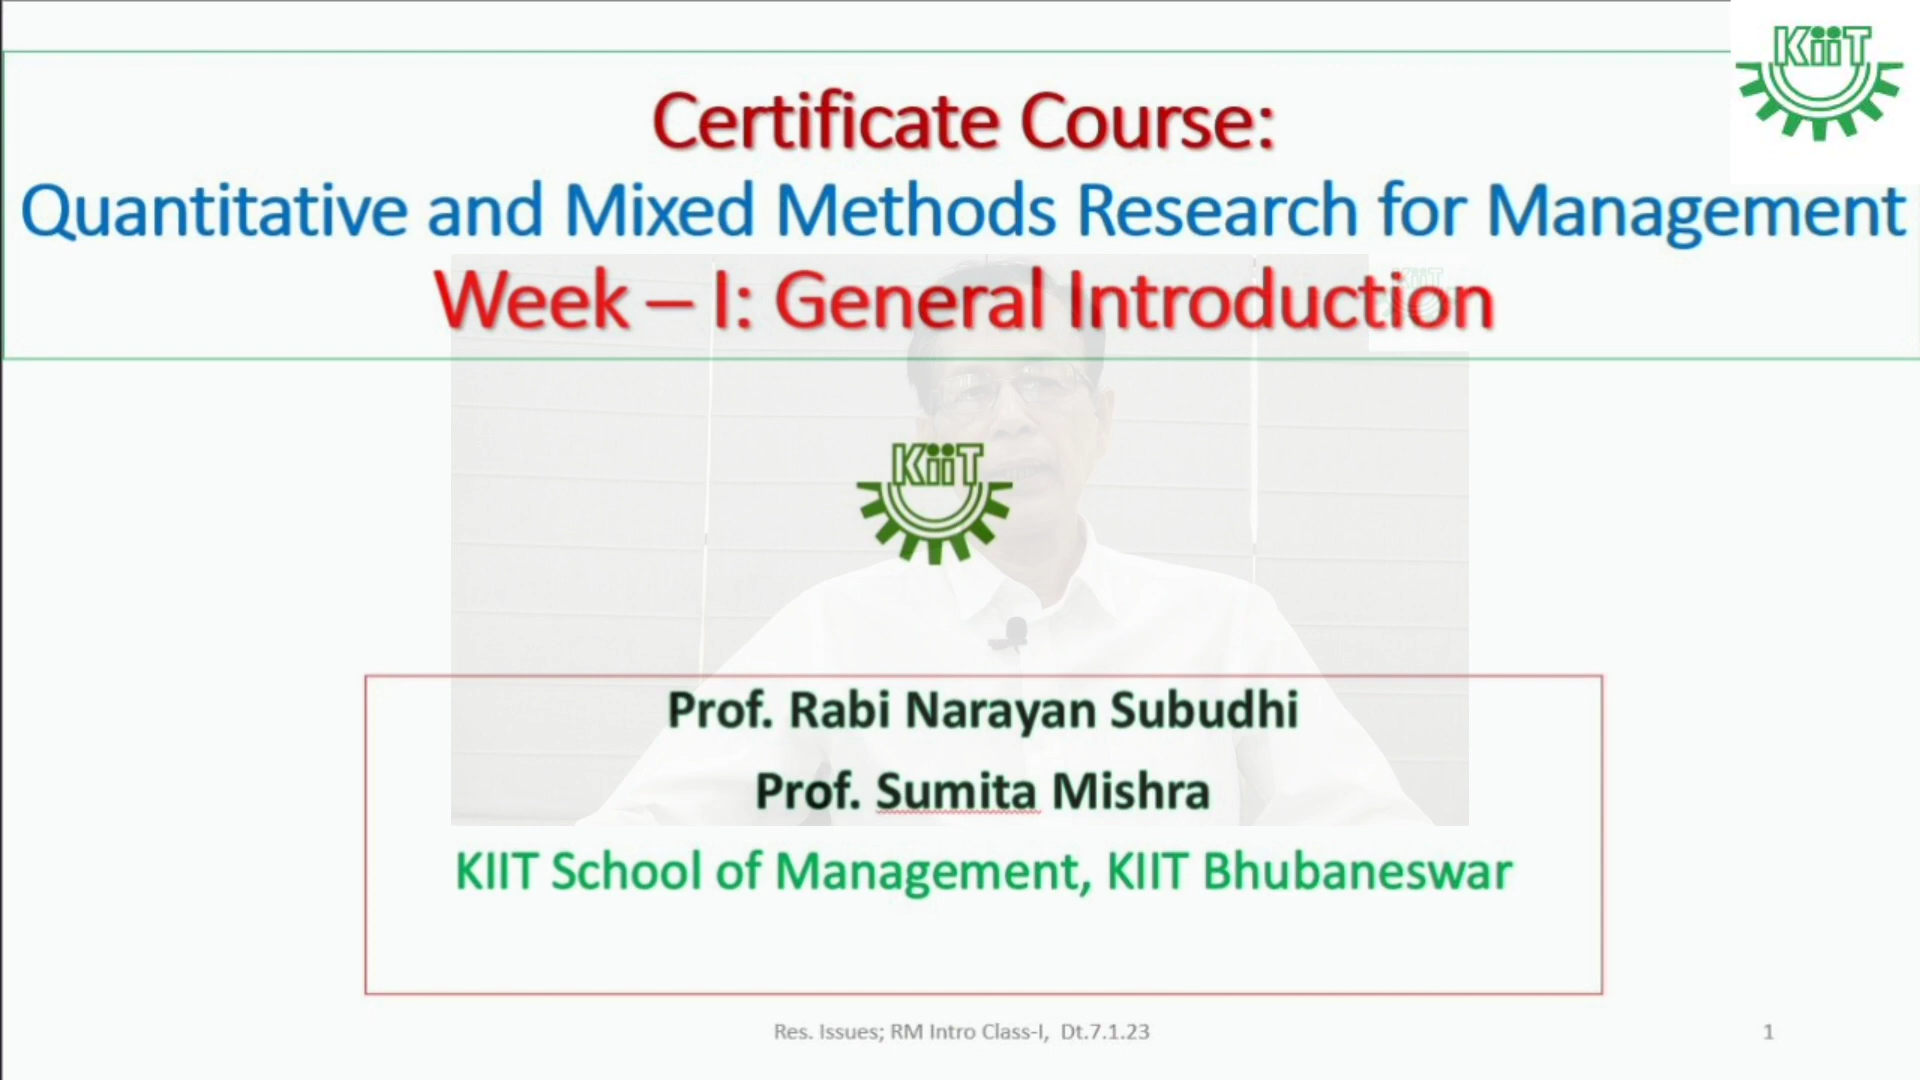 KiiT
Certificate Course:
Quantitative and Mixed Methods Research for Management
Week – I: General Introduction
KiiT
KiiT
Prof. Rabi Narayan Subudhi
Prof. Sumita Mishra
KIIT School of Management, KIIT Bhubaneswar
Res. Issues; RM Intro Class-I, Dt.7.1.23
1